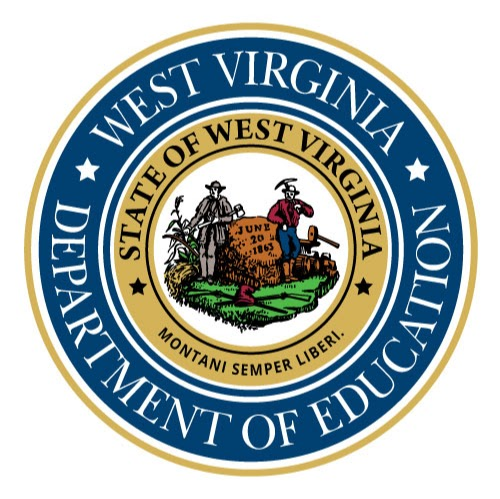 WEST VIRGINIA
DEPARTMENT OF EDUCATION
STATE OF WEST VIRGINIA
MONTANI SEMPER LIBERI.
JUNE
20
1863